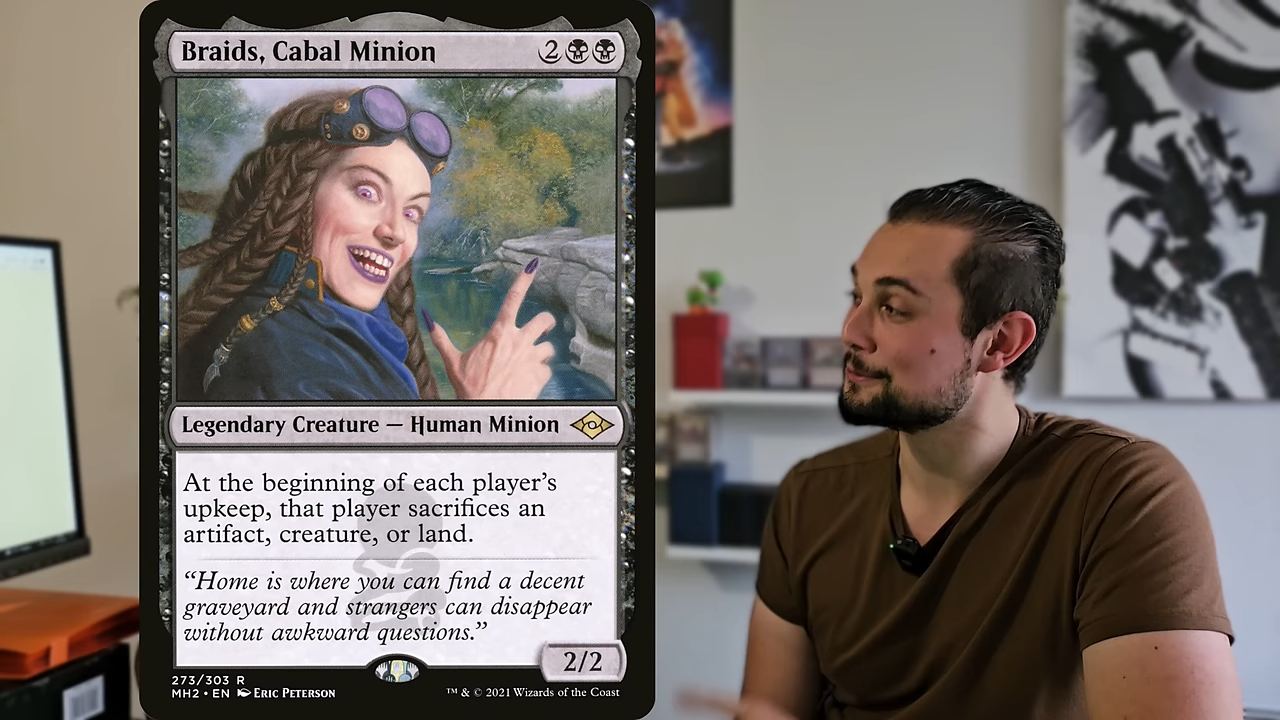 Braids, Cabal Minion 2
Legendary Creature — Human Minion
At the beginning of each player's
upkeep, that player sacrifices an
artifact, creature, or land.
“Home is where you can find a decent
graveyard and strangers can disappear
without awkward questions.”
2/2
273/303 R
MH2 • EN Eric Peterson
™ & © 2021 Wizards of the Coast